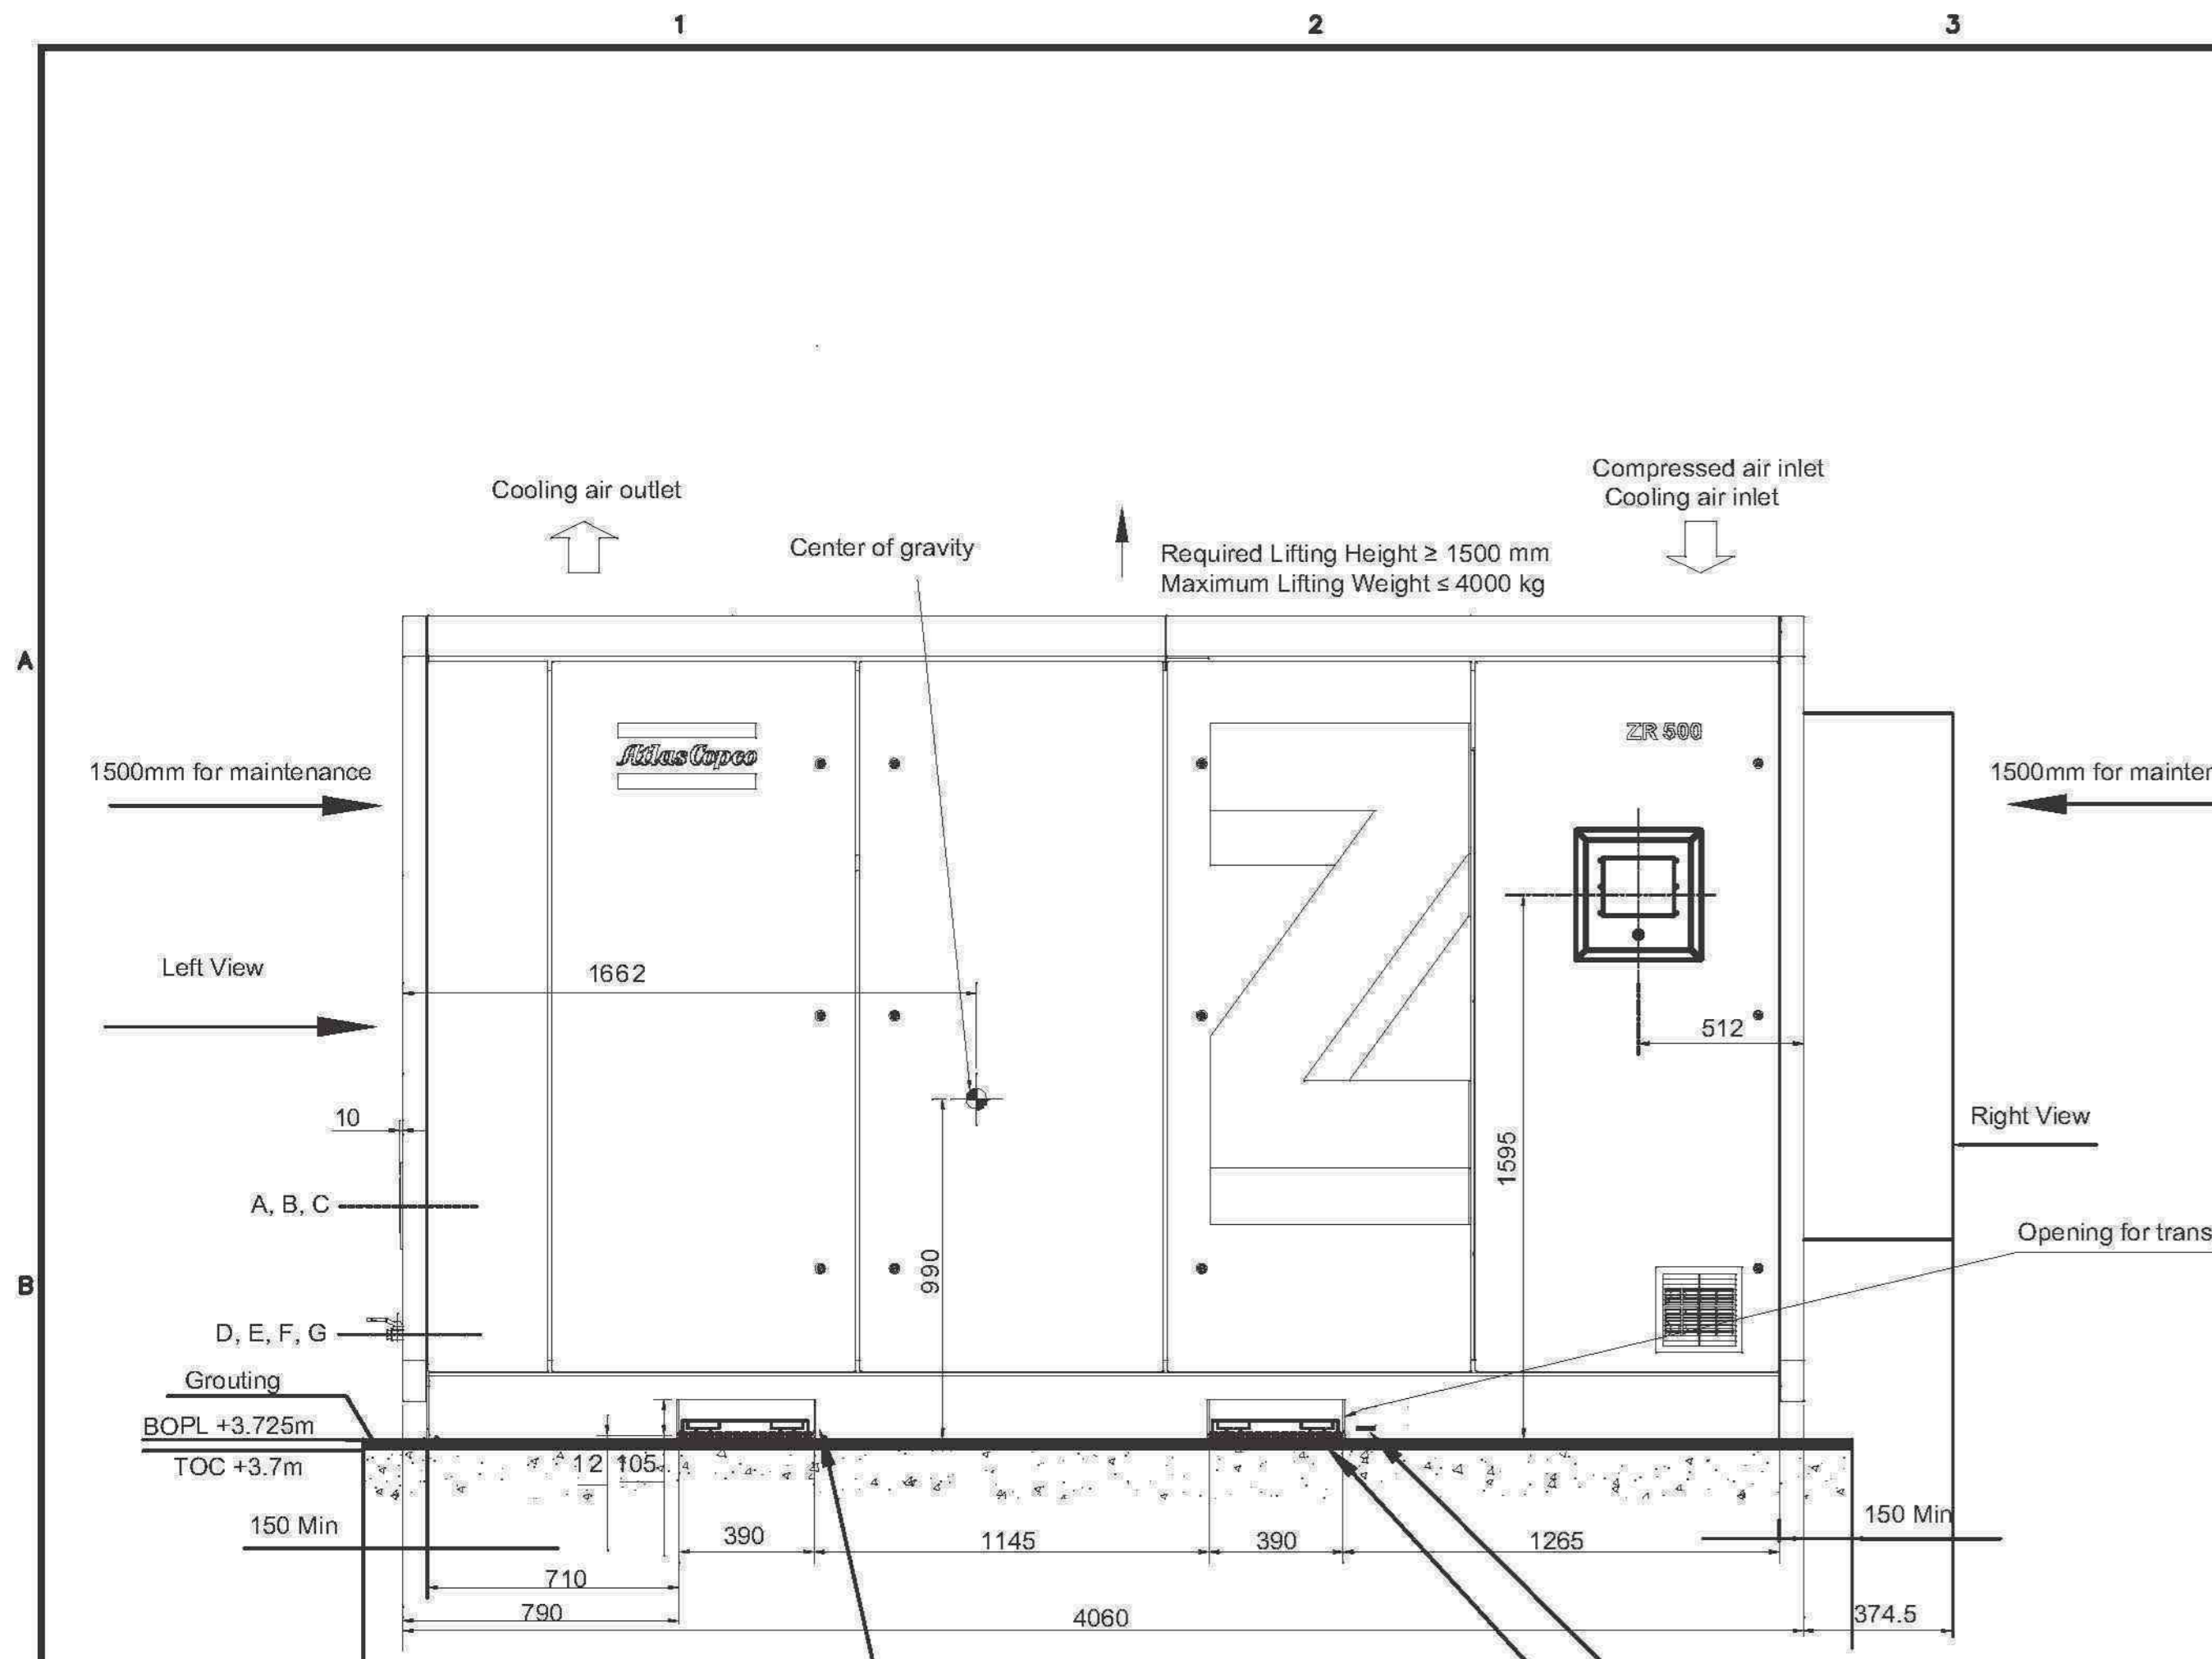 1
2
3
Compressed air inlet
Cooling air inlet
Cooling air outlet
Center of gravity
Required Lifting Height ≥ 1500 mm
Maximum Lifting Weight ≤ 4000 kg
A
Atlas Copco
ZR 500
1500mm for maintenance
1500mm for mainten
Left View
1662
512
10
Right View
1595
A, B, C
Opening for trans
990
B
D, E, F, G
Grouting
BOPL +3.725m
TOC +3.7m
12
105
150 Min
150 Min
390
1145
390
1265
710
790
4060
374.5